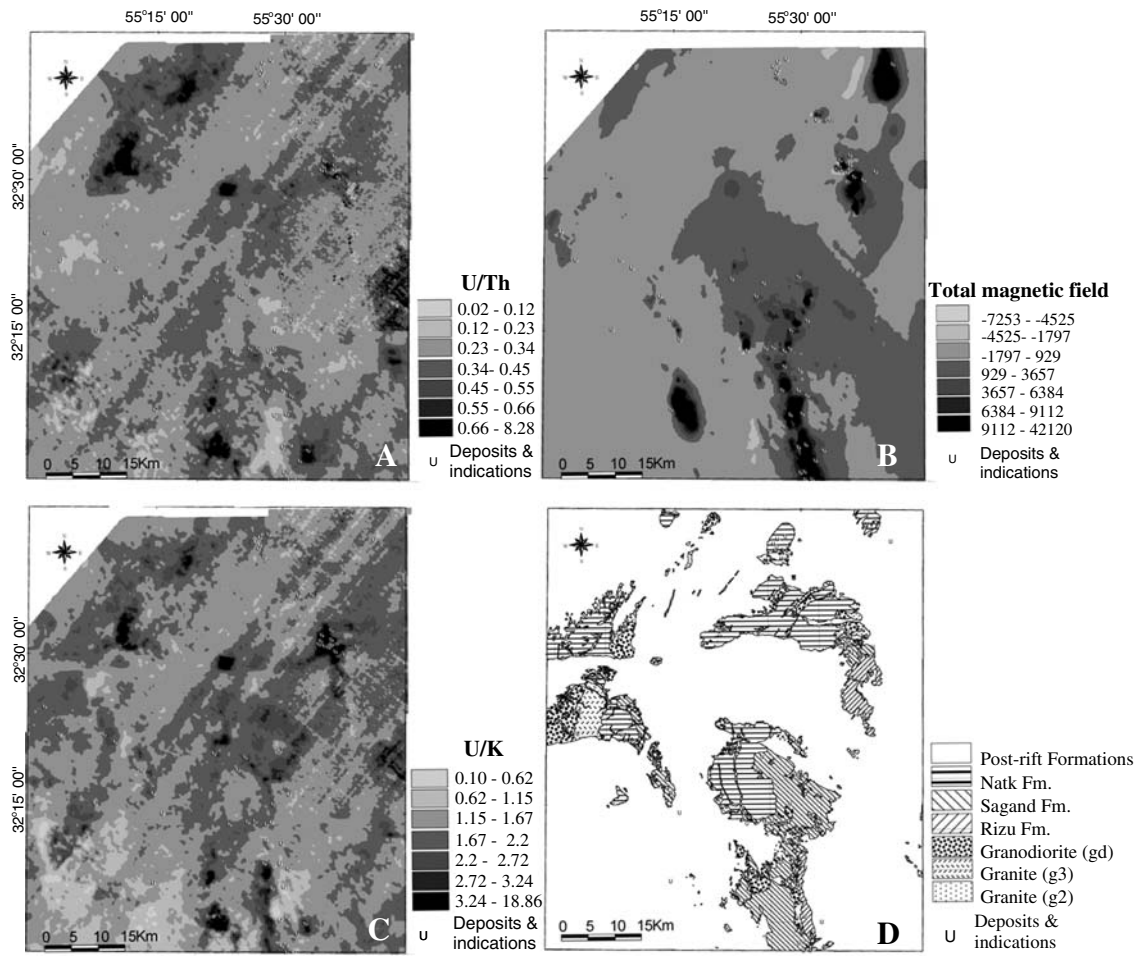 55°15' 00" 55°30' 00"
55°15' 00" 55°30' 00"
32°30' 00"
32°15' 00"
U/Th
0.02 - 0.12
0.12 - 0.23
0.23 - 0.34
0.34- 0.45
0.45 - 0.55
0.55 - 0.66
0.66 - 8.28
U Deposits &
indications
0 5 10 15Km
A
Total magnetic field
-7253 - -4525
-4525- -1797
-1797 - 929
929 - 3657
3657 - 6384
6384 - 9112
9112 - 42120
U Deposits &
indications
0 5 10 15Km
B
32°30' 00"
32°15' 00"
U/K
0.10 - 0.62
0.62 - 1.15
1.15 - 1.67
1.67 - 2.2
2.2 - 2.72
2.72 - 3.24
3.24 - 18.86
U Deposits &
indications
0 5 10 15Km
C
Post-rift Formations
Natk Fm.
Sagand Fm.
Rizu Fm.
Granodiorite (gd)
Granite (g3)
Granite (g2)
U Deposits &
indications
0 5 10 15Km
D